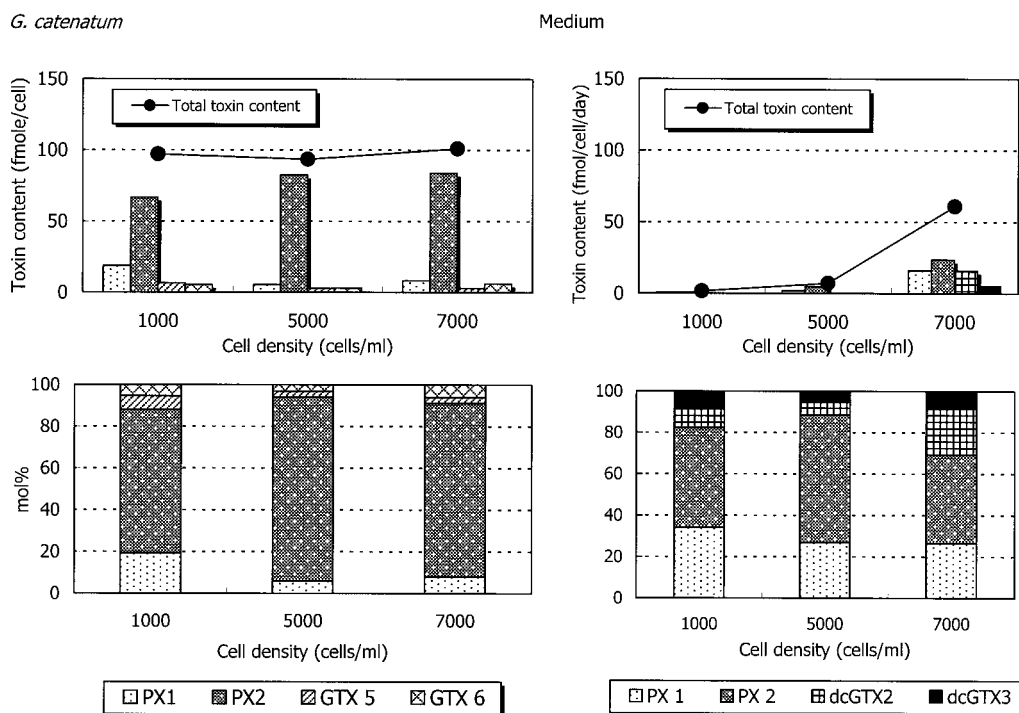 G. catenatum
Medium
Toxin content (fmole/cell)
150
100
50
0
Total toxin content
1000
5000
7000
Cell density (cells/ml)
Toxin content (fmol/cell/day)
150
100
50
0
Total toxin content
1000
5000
7000
Cell density (cells/ml)
mol%
100
80
60
40
20
0
1000
5000
7000
Cell density (cells/ml)
PX1 PX2 GTX 5 GTX 6
100
80
60
40
20
0
1000
5000
7000
Cell density (cells/ml)
PX 1 PX 2 dcGTX2 dcGTX3